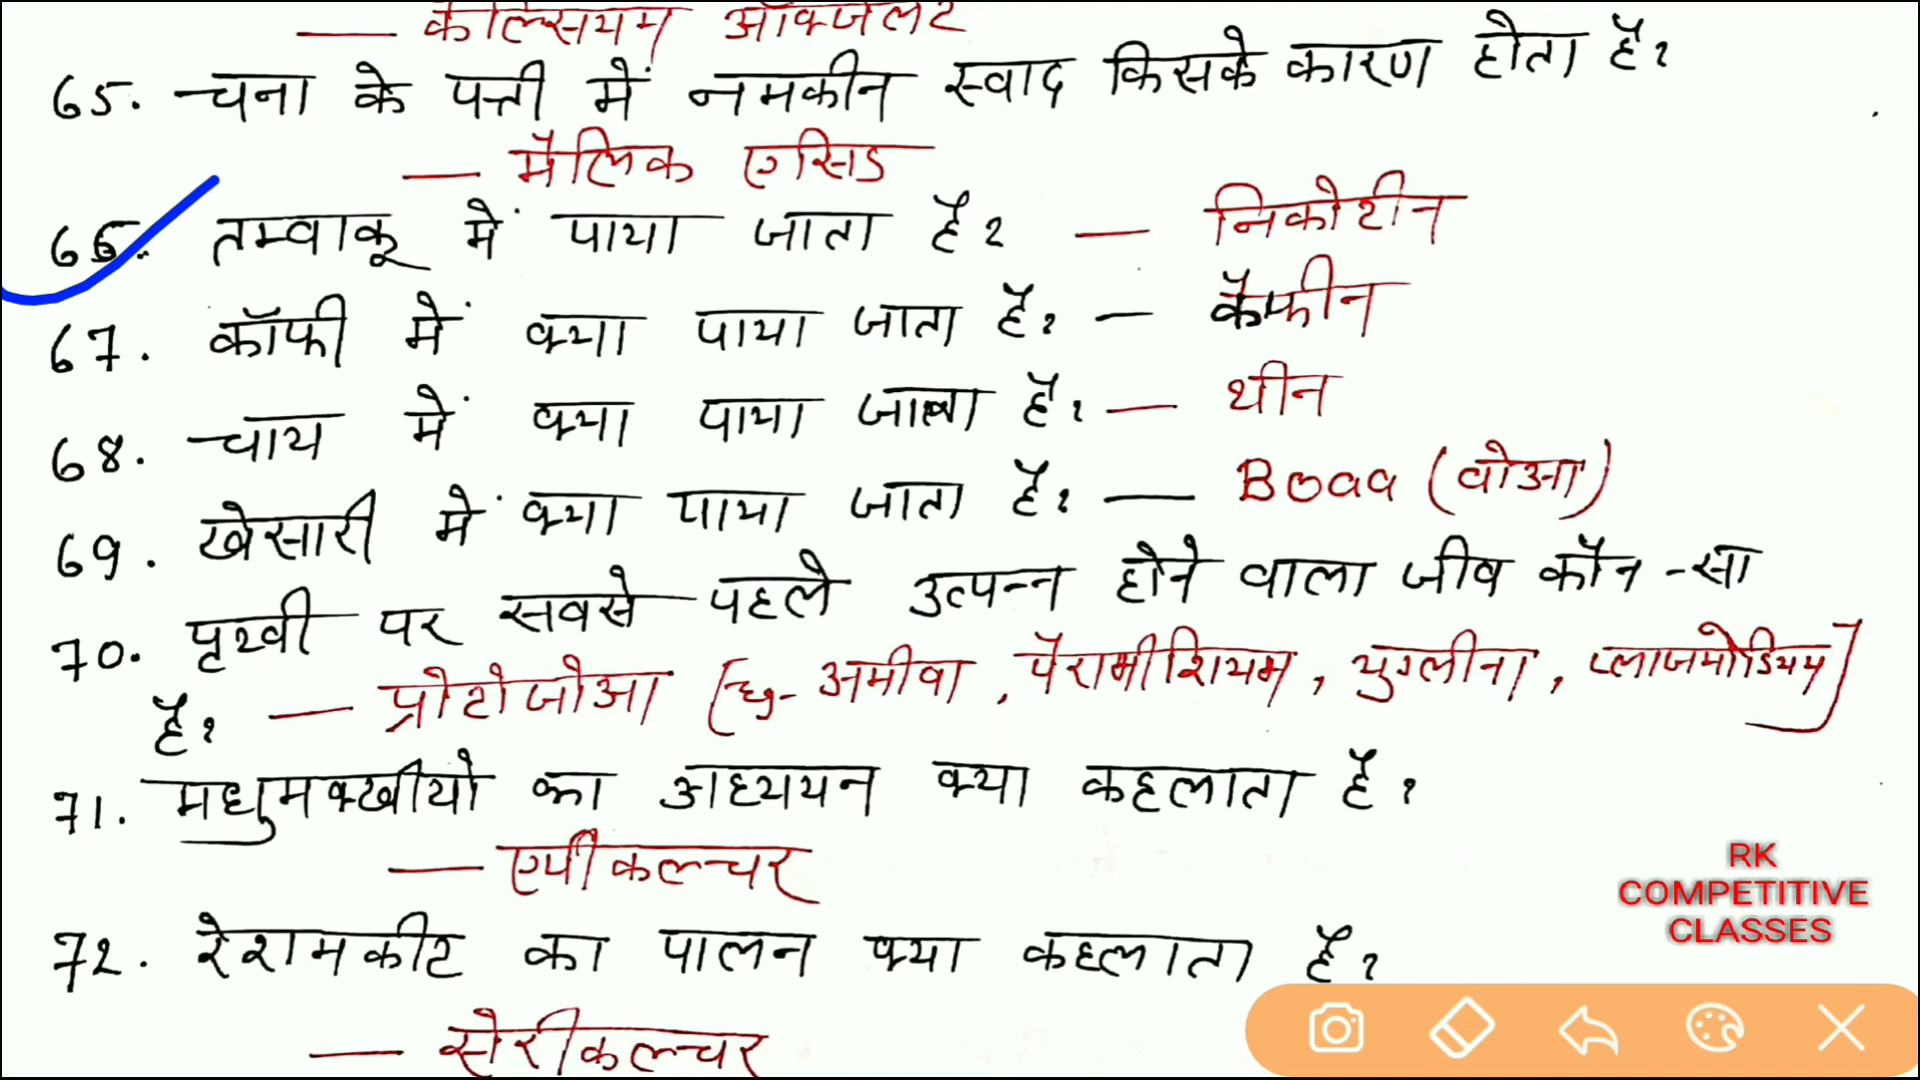 — कैल्सियम ऑक्जेलेट
65. चना के पत्ती में नमकीन स्वाद किसके कारण होता है?
— मैलिक एसिड
66. तम्वाकू में पाया जाता है? — निकोटीन
67. कॉफी में क्या पाया जाता है? — कैफीन
68. चाय में क्या पाया जाता है? — थीन
69. खेसारी में क्या पाया जाता है? — Boaa (वोआ)
70. पृथ्वी पर सबसे पहले उत्पन्न होने वाला जीव कौन-सा
है? — प्रोटोजोआ [ अमीवा, पैरामीशियम, युग्लीना, प्लाजमोडियम]
71. मधुमक्खीयो का अध्ययन क्या कहलाता है?
— एपीकल्चर
72. रेशमकीट का पालन क्या कहलाता है?
— सेरीकल्चर
RK
COMPETITIVE
CLASSES